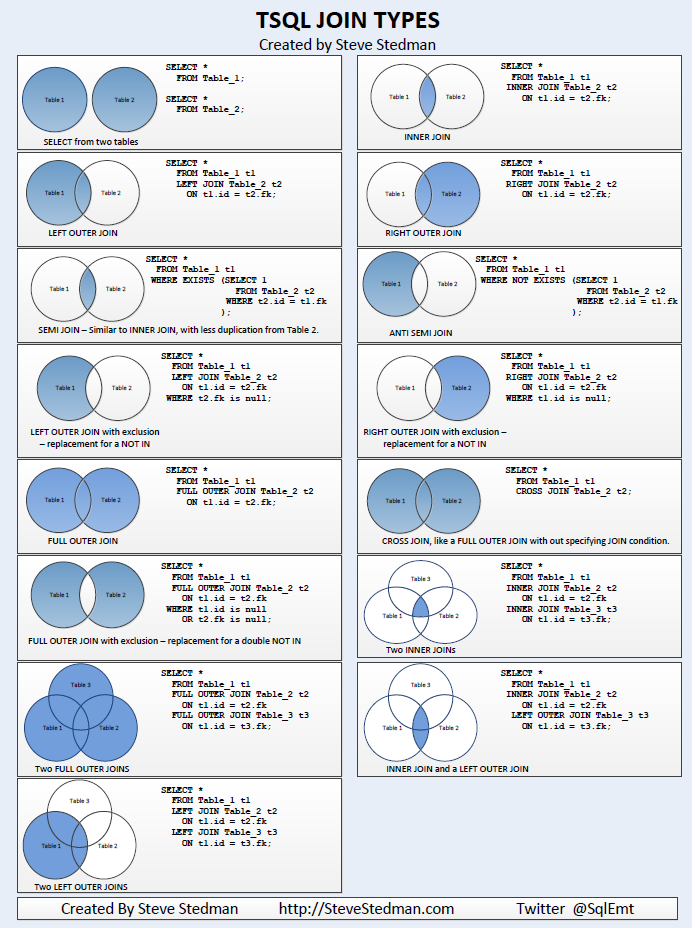 TSQL JOIN TYPES
Created by Steve Stedman
Table 1
Table 2
SELECT *
FROM Table_1;
SELECT *
FROM Table_2;
SELECT from two tables
Table 1
Table 2
SELECT *
FROM Table_1 t1
INNER JOIN Table_2 t2
ON t1.id = t2.fk;
INNER JOIN
Table 1
Table 2
SELECT *
FROM Table_1 t1
LEFT JOIN Table_2 t2
ON t1.id = t2.fk;
LEFT OUTER JOIN
Table 1
Table 2
SELECT *
FROM Table_1 t1
RIGHT JOIN Table_2 t2
ON t1.id = t2.fk;
RIGHT OUTER JOIN
Table 1
Table 2
SELECT *
FROM Table_1 t1
WHERE EXISTS (SELECT 1
FROM Table_2 t2
WHERE t2.id = t1.fk
);
SEMI JOIN – Similar to INNER JOIN, with less duplication from Table 2.
Table 1
Table 2
SELECT *
FROM Table_1 t1
WHERE NOT EXISTS (SELECT 1
FROM Table_2 t2
WHERE t2.id = t1.fk
);
ANTI SEMI JOIN
Table 1
Table 2
SELECT *
FROM Table_1 t1
LEFT JOIN Table_2 t2
ON t1.id = t2.fk
WHERE t2.fk is null;
LEFT OUTER JOIN with exclusion
– replacement for a NOT IN
Table 1
Table 2
SELECT *
FROM Table_1 t1
RIGHT JOIN Table_2 t2
ON t1.id = t2.fk
WHERE t1.id is null;
RIGHT OUTER JOIN with exclusion –
replacement for a NOT IN
Table 1
Table 2
SELECT *
FROM Table_1 t1
FULL OUTER JOIN Table_2 t2
ON t1.id = t2.fk;
FULL OUTER JOIN
Table 1
Table 2
SELECT *
FROM Table_1 t1
CROSS JOIN Table_2 t2;
CROSS JOIN, like a FULL OUTER JOIN with out specifying JOIN condition.
Table 1
Table 2
SELECT *
FROM Table_1 t1
FULL OUTER JOIN Table_2 t2
ON t1.id = t2.fk
WHERE t1.id is null
OR t2.fk is null;
FULL OUTER JOIN with exclusion – replacement for a double NOT IN
Table 3
Table 1
Table 2
SELECT *
FROM Table_1 t1
INNER JOIN Table_2 t2
ON t1.id = t2.fk
INNER JOIN Table_3 t3
ON t1.id = t3.fk;
Two INNER JOINs
Table 3
Table 1
Table 2
SELECT *
FROM Table_1 t1
FULL OUTER JOIN Table_2 t2
ON t1.id = t2.fk
FULL OUTER JOIN Table_3 t3
ON t1.id = t3.fk;
Two FULL OUTER JOINS
Table 3
Table 1
Table 2
SELECT *
FROM Table_1 t1
INNER JOIN Table_2 t2
ON t1.id = t2.fk
LEFT OUTER JOIN Table_3 t3
ON t1.id = t3.fk;
INNER JOIN and a LEFT OUTER JOIN
Table 3
Table 1
Table 2
SELECT *
FROM Table_1 t1
LEFT JOIN Table_2 t2
ON t1.id = t2.fk
LEFT JOIN Table_3 t3
ON t1.id = t3.fk;
Two LEFT OUTER JOINS
Created By Steve Stedman http://SteveStedman.com Twitter @SqlEmt